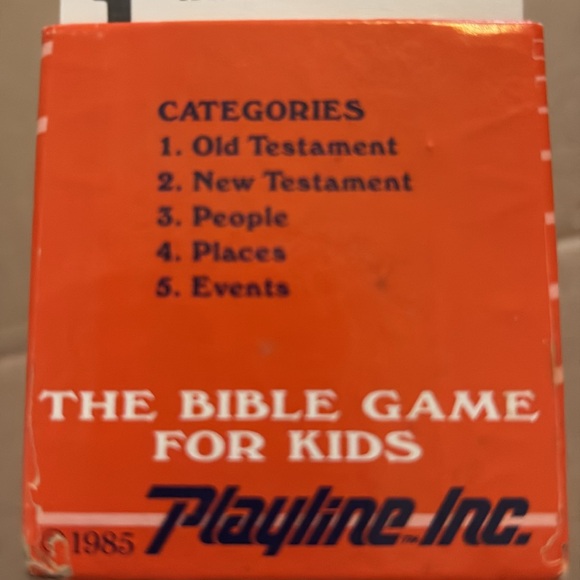 CATEGORIES
1. Old Testament
2. New Testament
3. People
4. Places
5. Events
THE BIBLE GAME
FOR KIDS
©1985 Playline™ Inc.